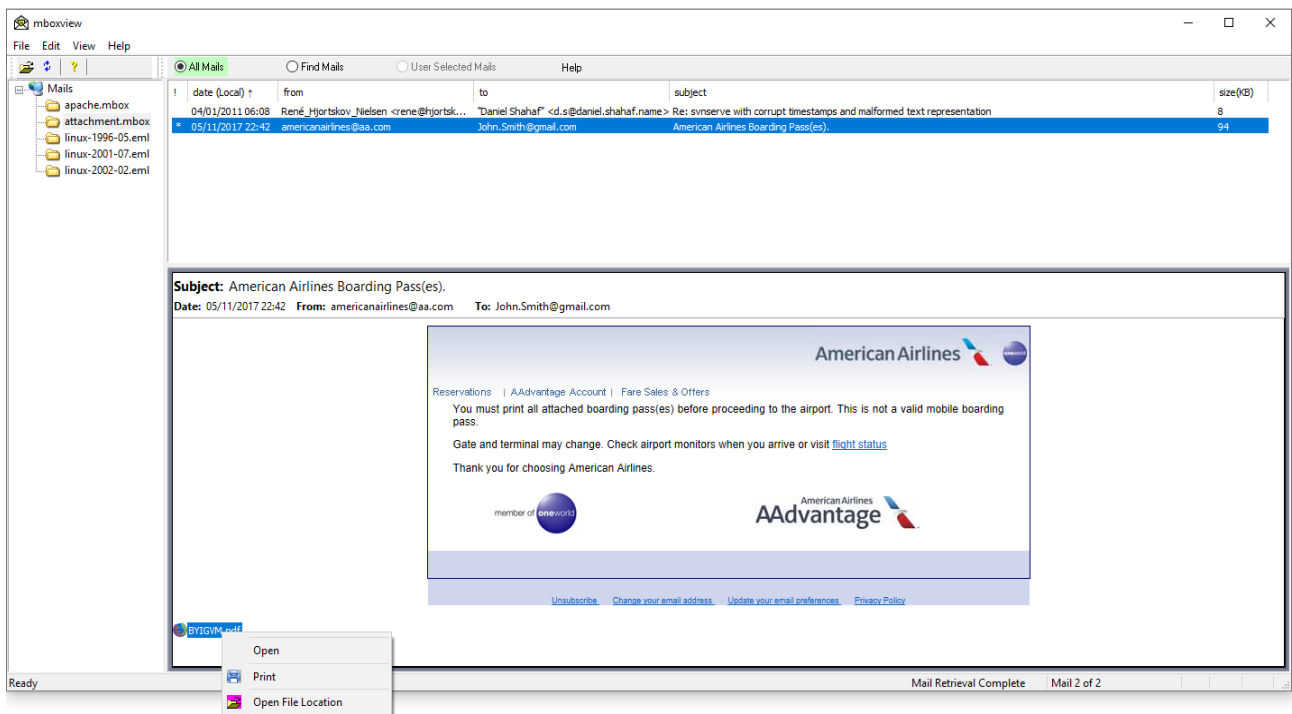 mboxview
File Edit View Help
All Mails Find Mails User Selected Mails Help
Mails
apache.mbox
attachment.mbox
linux-1996-05.eml
linux-2001-07.eml
linux-2002-02.eml
! date (Local) ↑ from to subject size(KB)
04/01/2011 06:08 René_Hjortskov_Nielsen <rene@hjortsk... "Daniel Shahaf" <d.s@daniel.shahaf.name> Re: svnserve with corrupt timestamps and malformed text representation 8
* 05/11/2017 22:42 americanairlines@aa.com John.Smith@gmail.com American Airlines Boarding Pass(es). 94
Subject: American Airlines Boarding Pass(es).
Date: 05/11/2017 22:42 From: americanairlines@aa.com To: John.Smith@gmail.com
American Airlines oneworld
Reservations | AAdvantage Account | Fare Sales & Offers
You must print all attached boarding pass(es) before proceeding to the airport. This is not a valid mobile boarding
pass.
Gate and terminal may change. Check airport monitors when you arrive or visit flight status
Thank you for choosing American Airlines.
member of oneworld
American Airlines
AAdvantage
Unsubscribe Change your email address Update your email preferences Privacy Policy
BYIGVM.pdf
Open
Print
Open File Location
Ready Mail Retrieval Complete Mail 2 of 2